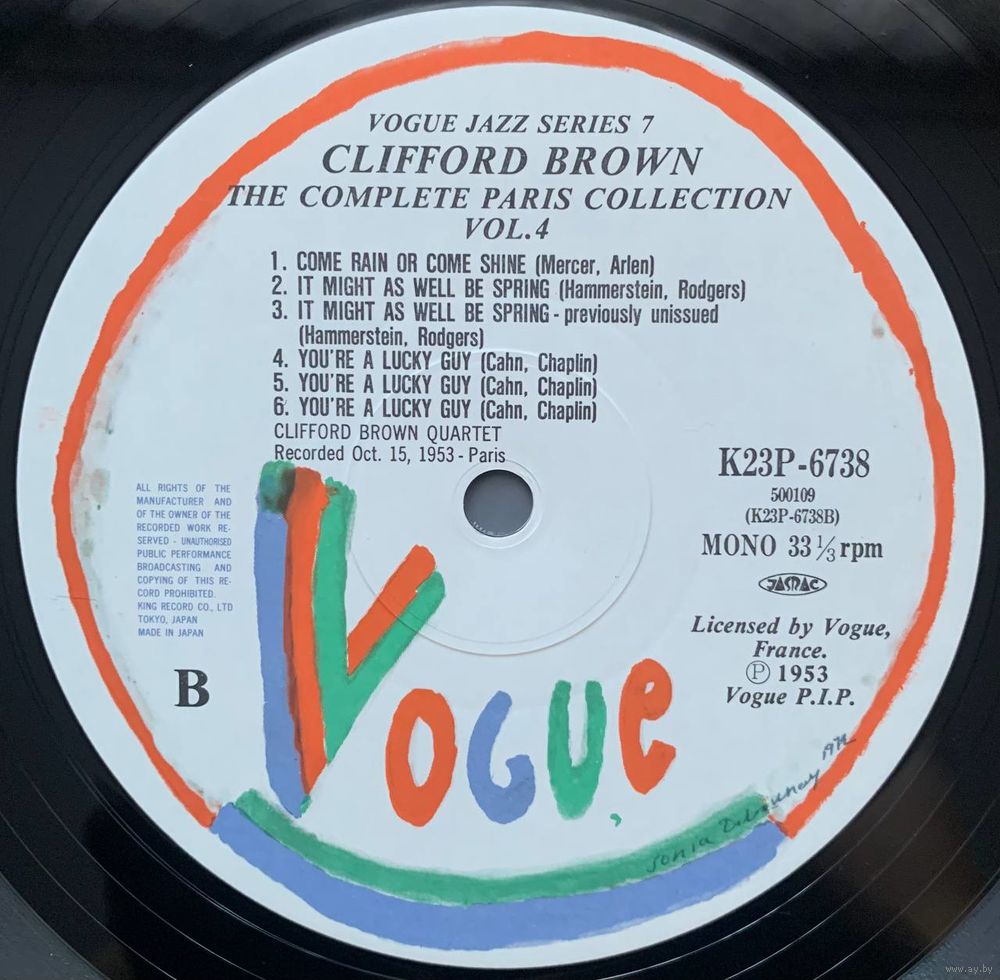 VOGUE JAZZ SERIES 7
CLIFFORD BROWN
THE COMPLETE PARIS COLLECTION
VOL.4
1. COME RAIN OR COME SHINE (Mercer, Arlen)
2. IT MIGHT AS WELL BE SPRING (Hammerstein, Rodgers)
3. IT MIGHT AS WELL BE SPRING - previously unissued
(Hammerstein, Rodgers)
4. YOU'RE A LUCKY GUY (Cahn, Chaplin)
5. YOU'RE A LUCKY GUY (Cahn, Chaplin)
6. YOU'RE A LUCKY GUY (Cahn, Chaplin)
CLIFFORD BROWN QUARTET
Recorded Oct. 15, 1953 - Paris
ALL RIGHTS OF THE
MANUFACTURER AND
OF THE OWNER OF THE
RECORDED WORK RE-
SERVED - UNAUTHORISED
PUBLIC PERFORMANCE
BROADCASTING AND
COPYING OF THIS RE-
CORD PROHIBITED.
KING RECORD CO., LTD
TOKYO, JAPAN
MADE IN JAPAN
B
K23P-6738
500109
(K23P-6738B)
MONO 33 1/3 rpm
JASRAC
Licensed by Vogue,
France.
Ⓟ 1953
Vogue P.I.P.
VOGUE
sonia Delaunay
www.ay.by